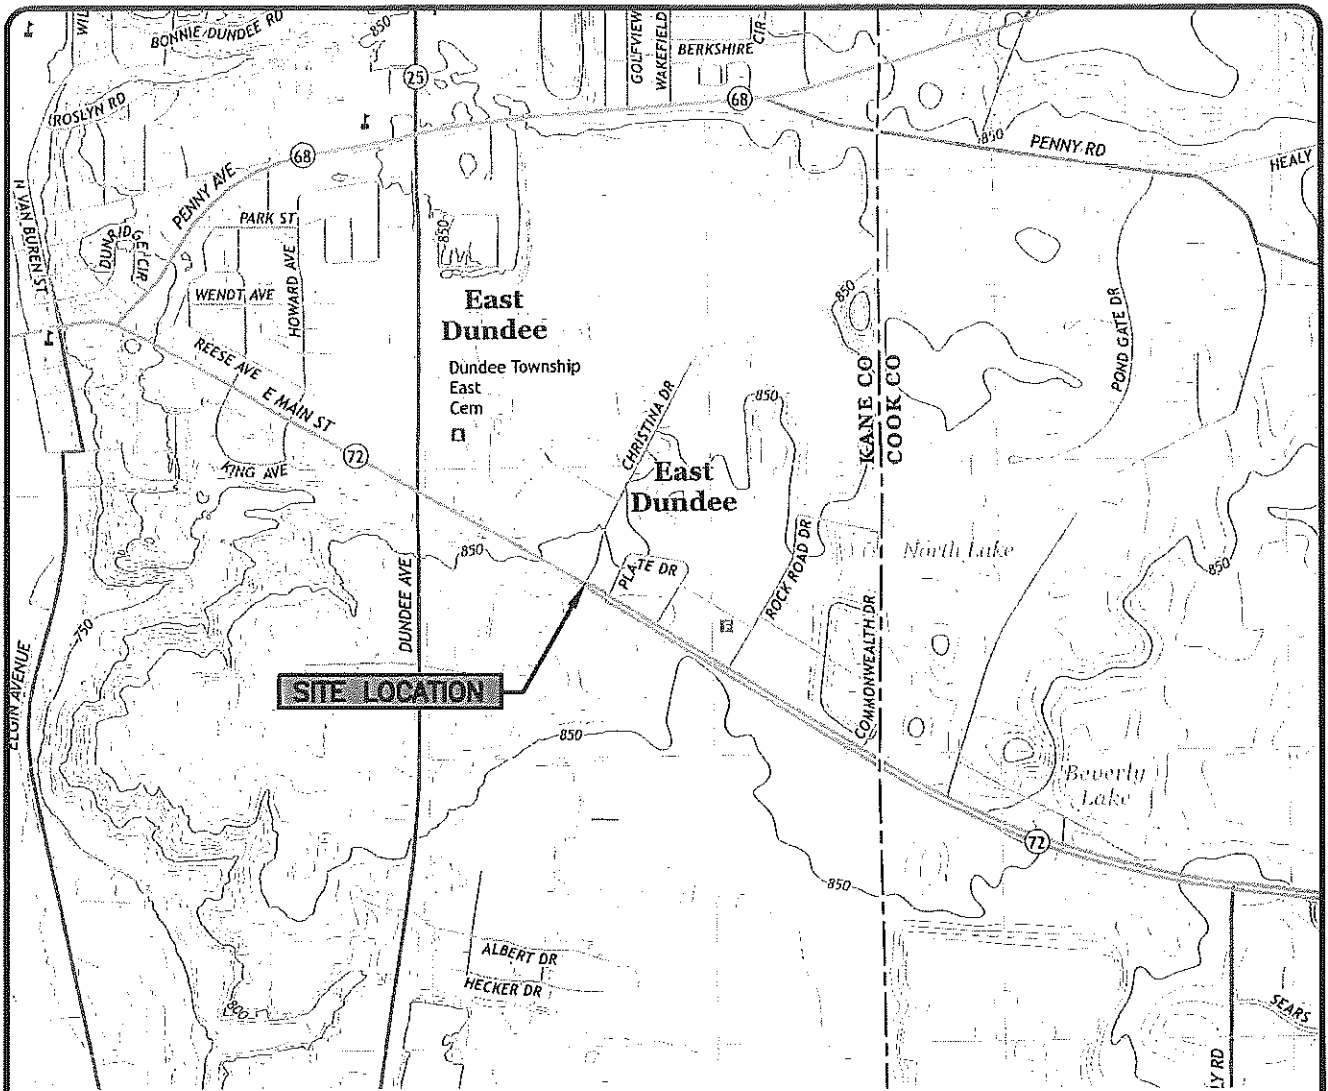 BONNIE DUNDEE RD
850
GOLFVIEW
WAKEFIELD
BERKSHIRE
CIR
25
68
ROSLYN RD
68
PENNY AVE
850
PENNY RD
HEALY
N VAN BUREN ST
DUNRIDGE CIR
PARK ST
HOWARD AVE
WENDT AVE
850
East
Dundee
Dundee Township
East
Cem
850
POND GATE DR
REESE AVE
E MAIN ST
72
KING AVE
CHRISTINA DR
850
KANE CO
COOK CO
East
Dundee
850
PLATE DR
ROCK ROAD DR
North Lake
850
DUNDEE AVE
750
ELGIN AVENUE
COMMONWEALTH DR
SITE LOCATION
850
Beverly
Lake
72
850
ALBERT DR
HECKER DR
800
SEARS
LY RD